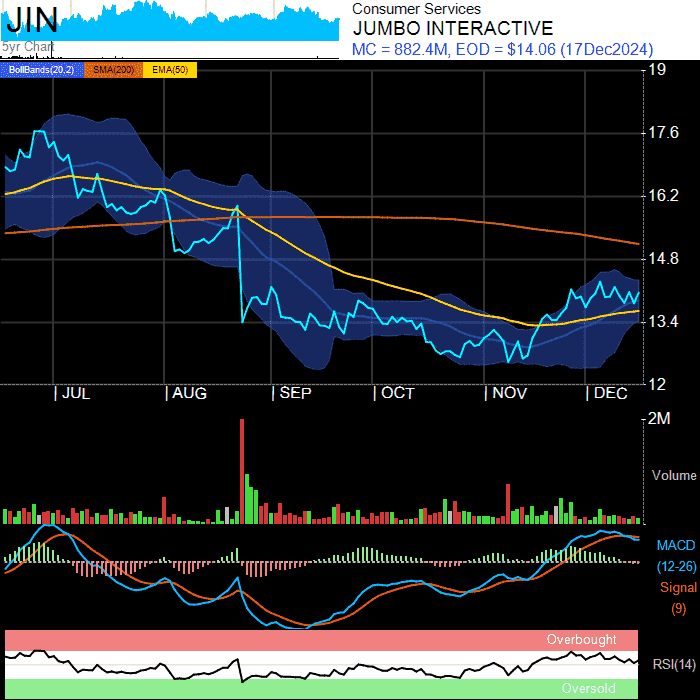 JIN
5yr Chart
Consumer Services
JUMBO INTERACTIVE
MC = 882.4M, EOD = $14.06 (17Dec2024)
BollBands(20,2) SMA(200) EMA(50)
19
17.6
16.2
14.8
13.4
12
JUL AUG SEP OCT NOV DEC
2M
Volume
MACD
(12-26)
Signal
(9)
Overbought
RSI(14)
Oversold